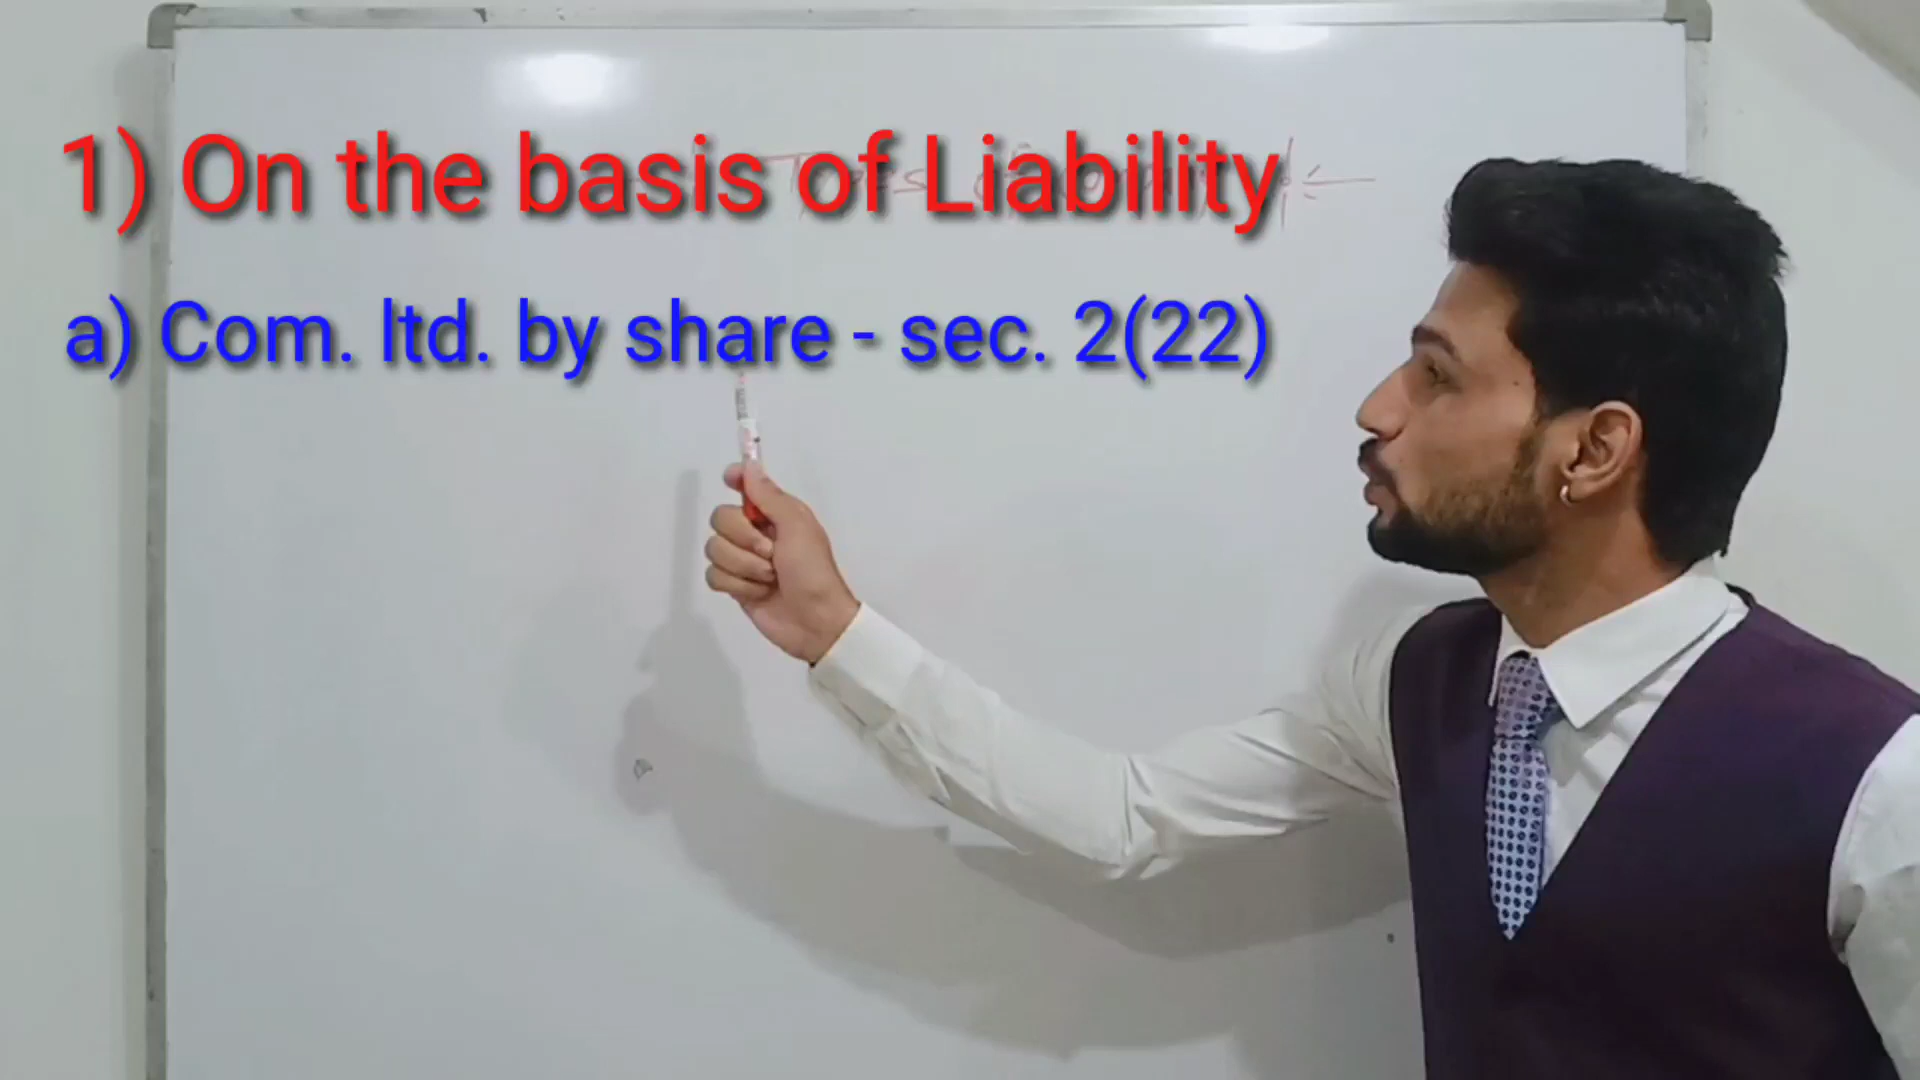 1) On the basis of Liability
a) Com. ltd. by share - sec. 2(22)